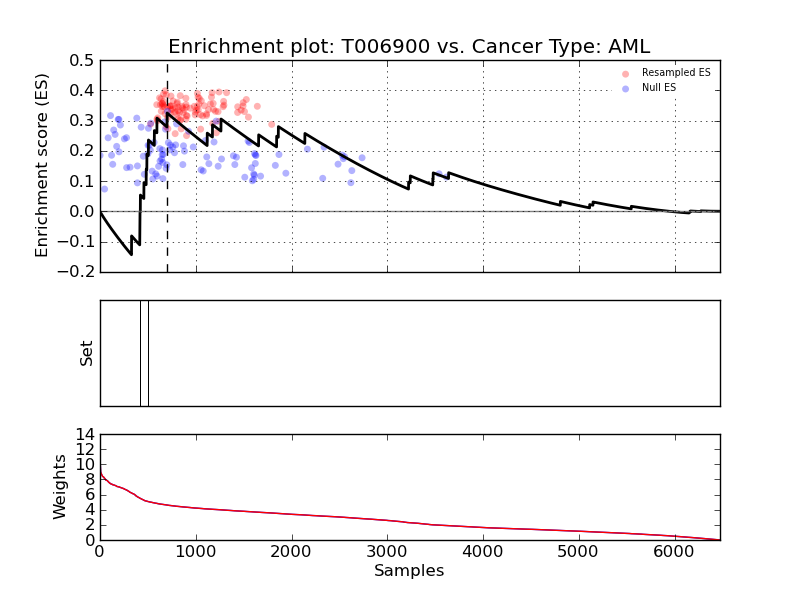 Enrichment plot: T006900 vs. Cancer Type: AML
Enrichment score (ES)
0.5
0.4
0.3
0.2
0.1
0.0
−0.1
−0.2
Resampled ES
Null ES
Set
Weights
14
12
10
8
6
4
2
0
0 1000 2000 3000 4000 5000 6000
Samples